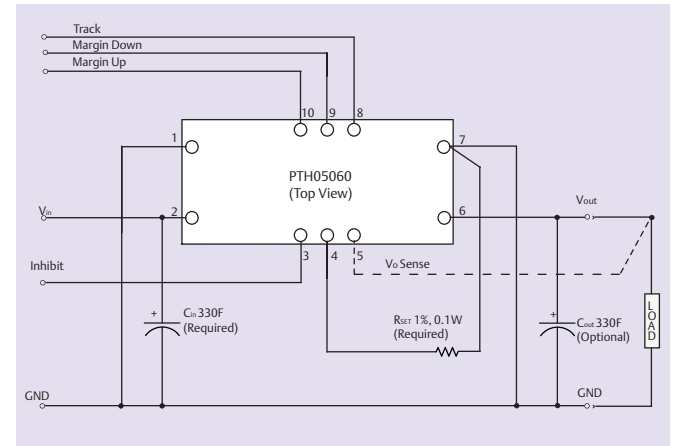 Track
Margin Down
Margin Up
10 9 8
1
7
PTH05060
(Top View)
Vin
2
6
Vout
3
4
5
Vo Sense
Inhibit
+
Cin 330F
(Required)
RSET 1%, 0.1W
(Required)
+
Cout 330F
(Optional)
LOAD
GND
GND